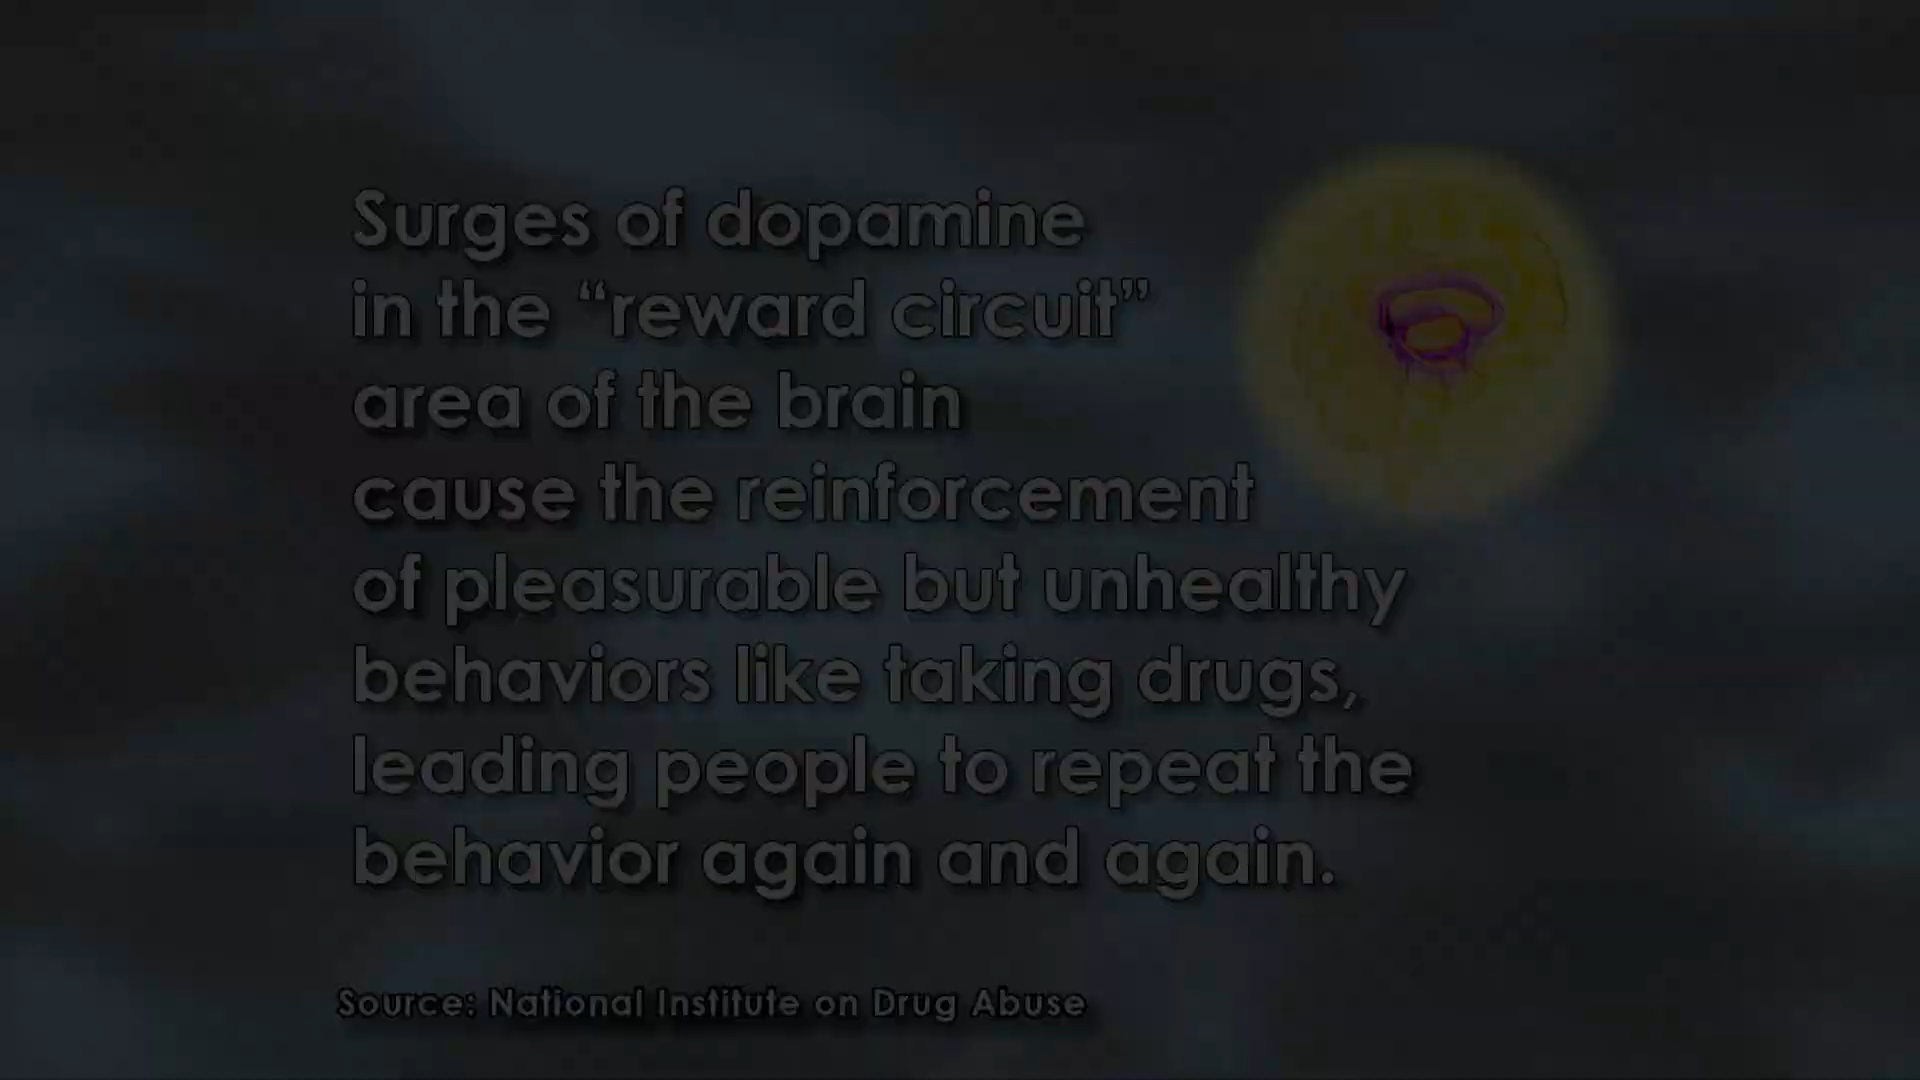 Surges of dopamine
in the “reward circuit”
area of the brain
cause the reinforcement
of pleasurable but unhealthy
behaviors like taking drugs,
leading people to repeat the
behavior again and again.
Source: National Institute on Drug Abuse